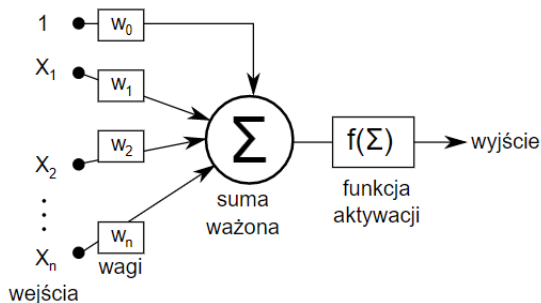 1
w₀
X₁
w₁
X₂
w₂
Xₙ
wₙ
wejścia
wagi
Σ
suma
ważona
f(Σ)
funkcja
aktywacji
wyjście